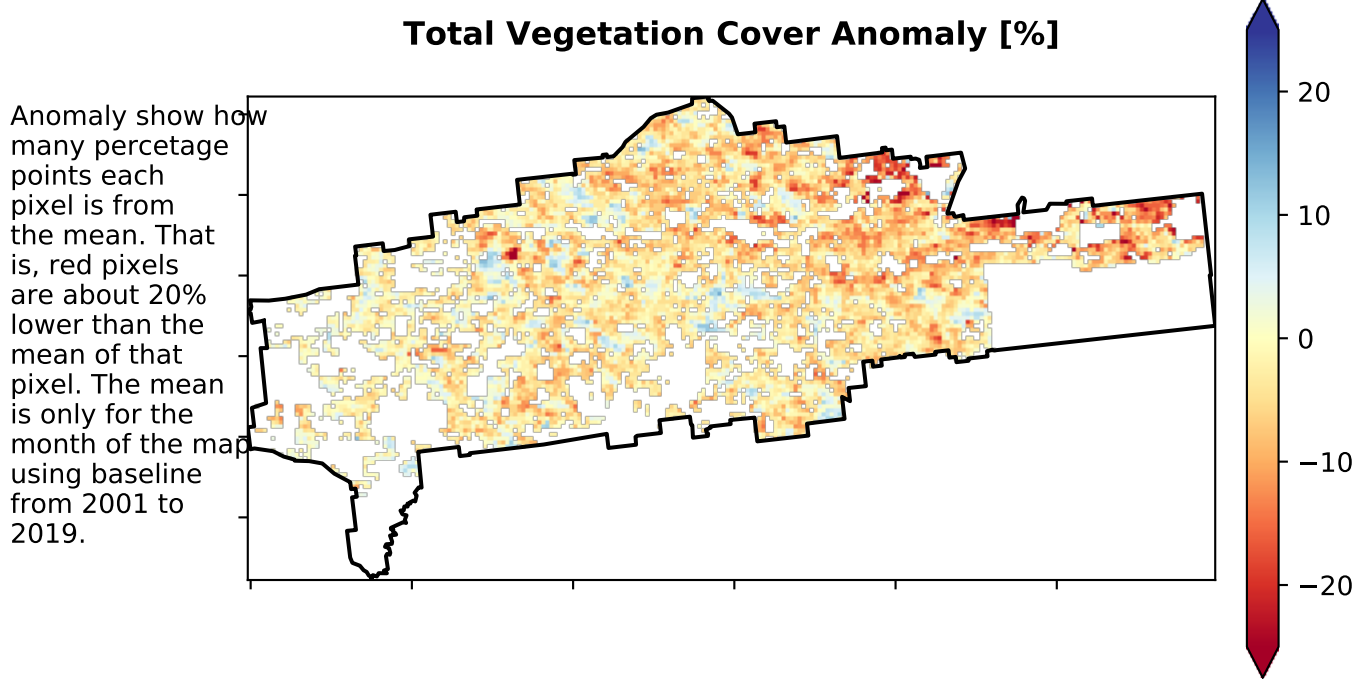 Total Vegetation Cover Anomaly [%]
Anomaly show how
many percetage
points each
pixel is from
the mean. That
is, red pixels
are about 20%
lower than the
mean of that
pixel. The mean
is only for the
month of the map
using baseline
from 2001 to
2019.
20
10
0
−10
−20